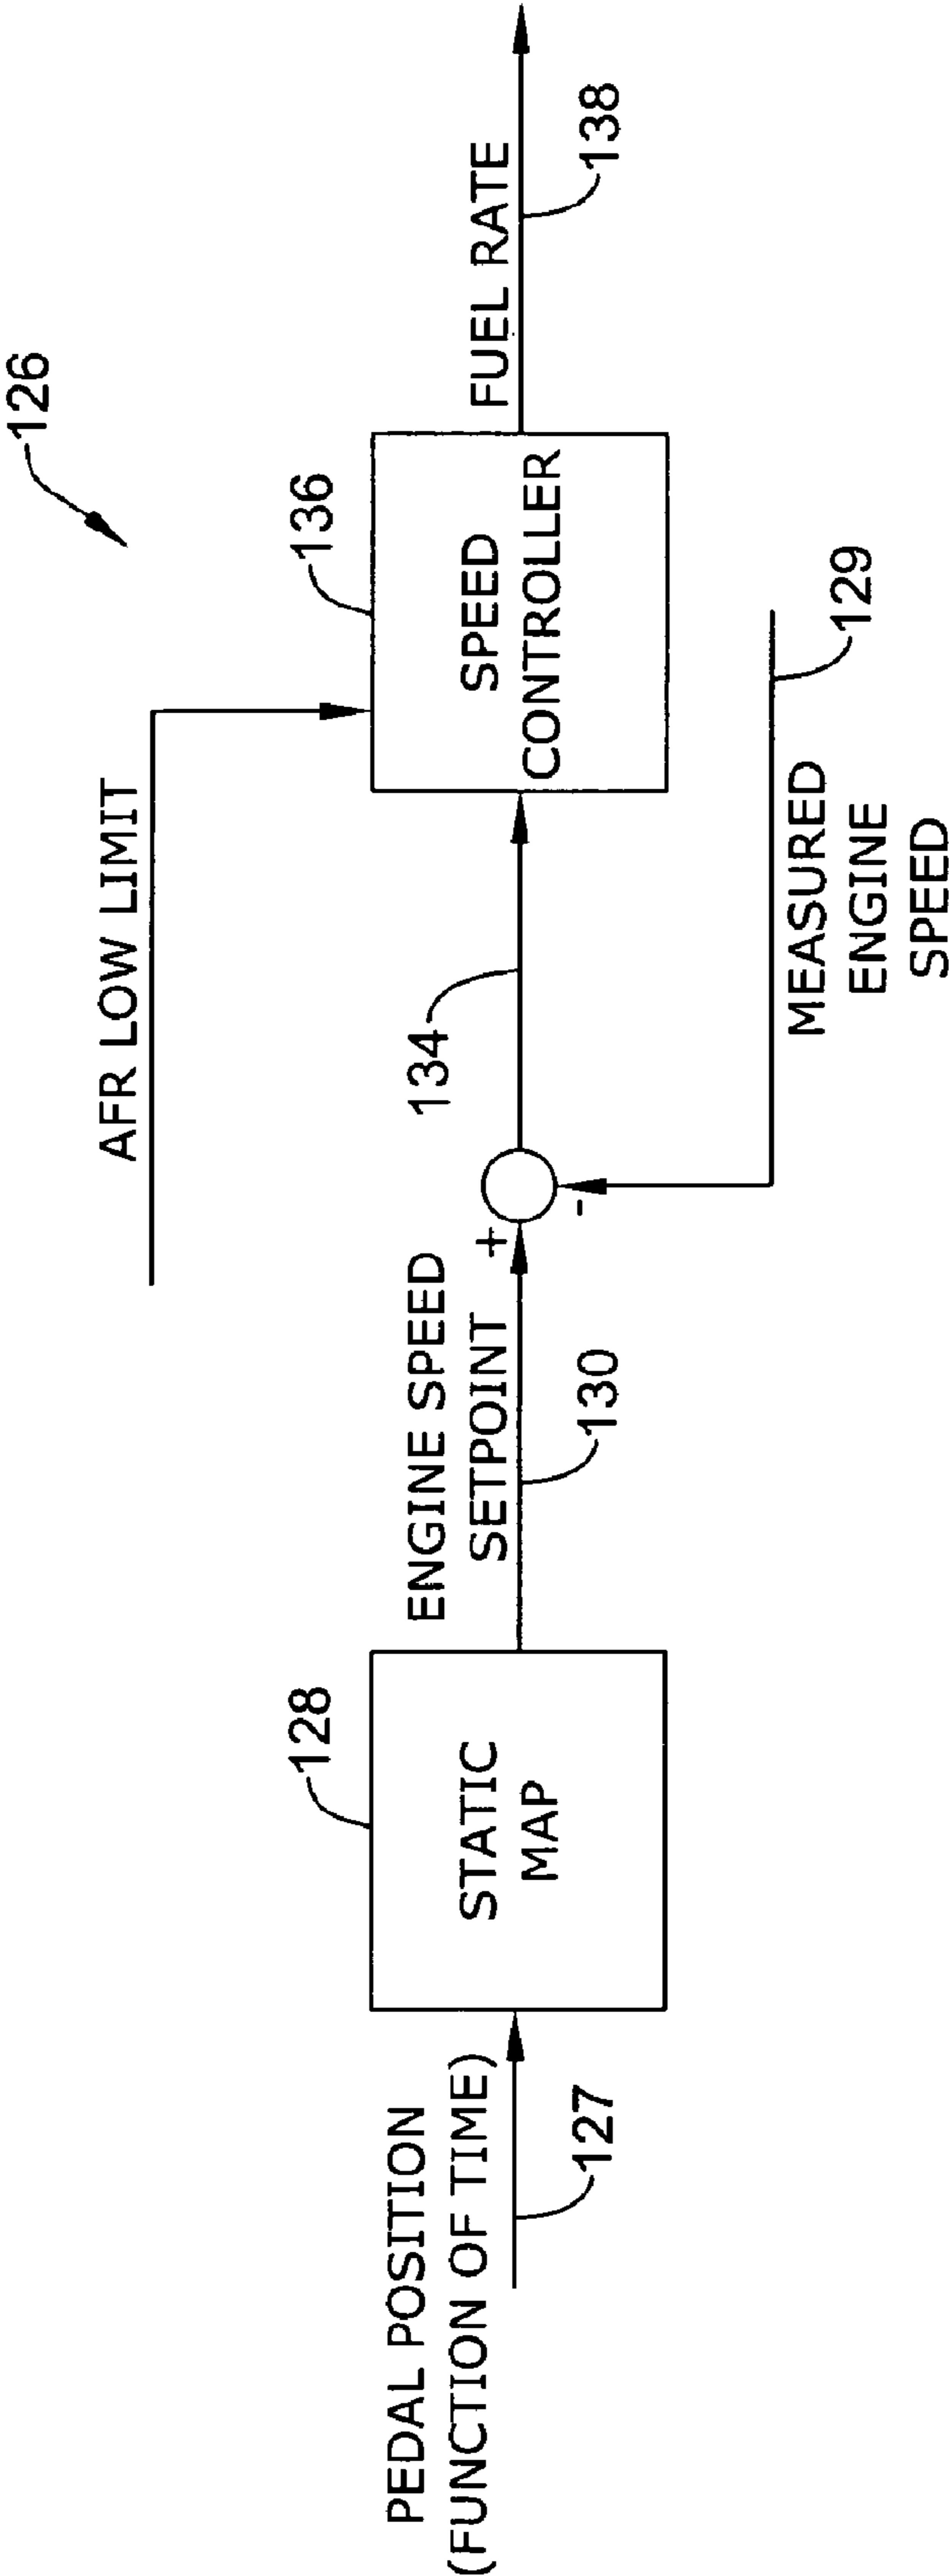 126
AFR LOW LIMIT
136
SPEED
CONTROLLER
FUEL RATE
138
PEDAL POSITION
(FUNCTION OF TIME)
127
128
STATIC
MAP
ENGINE SPEED
SETPOINT
130
+
-
134
MEASURED
ENGINE
SPEED
129